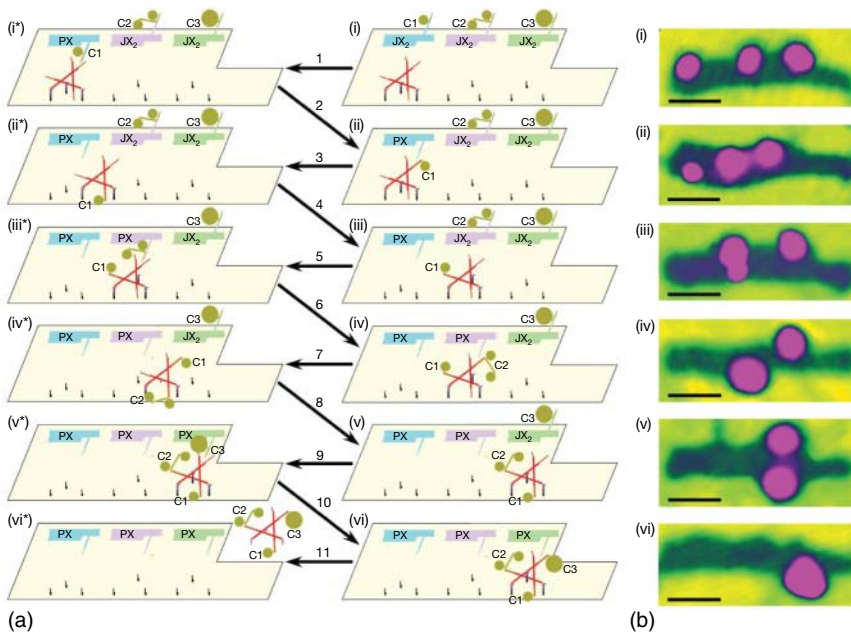 (i*) C2 C3 (i) C1 C2 C3 (i)
PX C1 JX2 JX2 JX2 JX2 JX2
1
2
(ii*) C2 C3 (ii) C2 C3 (ii)
PX JX2 JX2 PX JX2 JX2
3 C1
C1 4
(iii*) C3 (iii) C2 C3 (iii)
PX PX JX2 PX JX2 JX2
C1 5 C1
6
(iv*) C3 (iv) C3 (iv)
PX PX JX2 PX PX JX2
C1 7 C1 C2
C2 8
(v*) (v) C3 (v)
PX PX PX PX PX JX2
C2 C3 9 C2
C1 10 C1
(vi*) C2 (vi) (vi)
PX PX PX C3 PX PX PX
C1 11 C2 C3
C1
(a) (b)